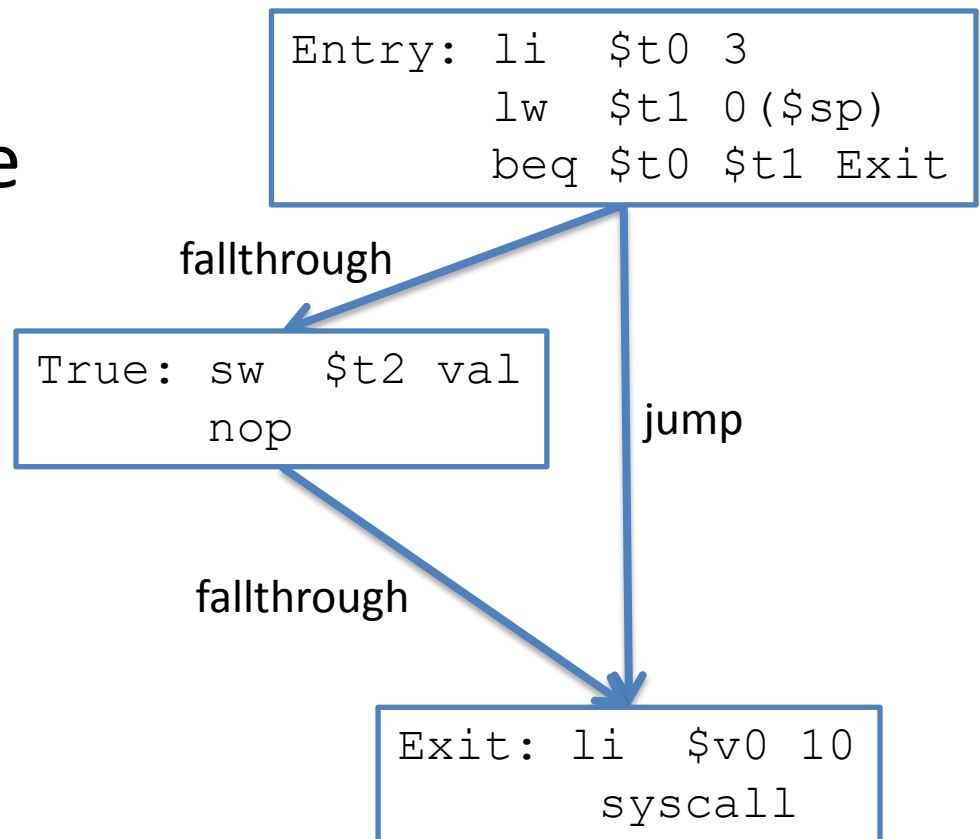 Entry: li $t0 3
lw $t1 0($sp)
beq $t0 $t1 Exit
e
fallthrough
True: sw $t2 val
nop
jump
fallthrough
Exit: li $v0 10
syscall